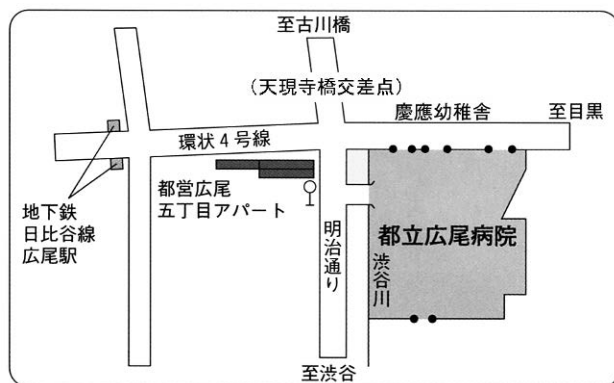 至古川橋
(天現寺橋交差点)
慶應幼稚舎
至目黒
環状4号線
地下鉄
日比谷線
広尾駅
都営広尾
五丁目アパート
明治通り
渋谷川
都立広尾病院
至渋谷